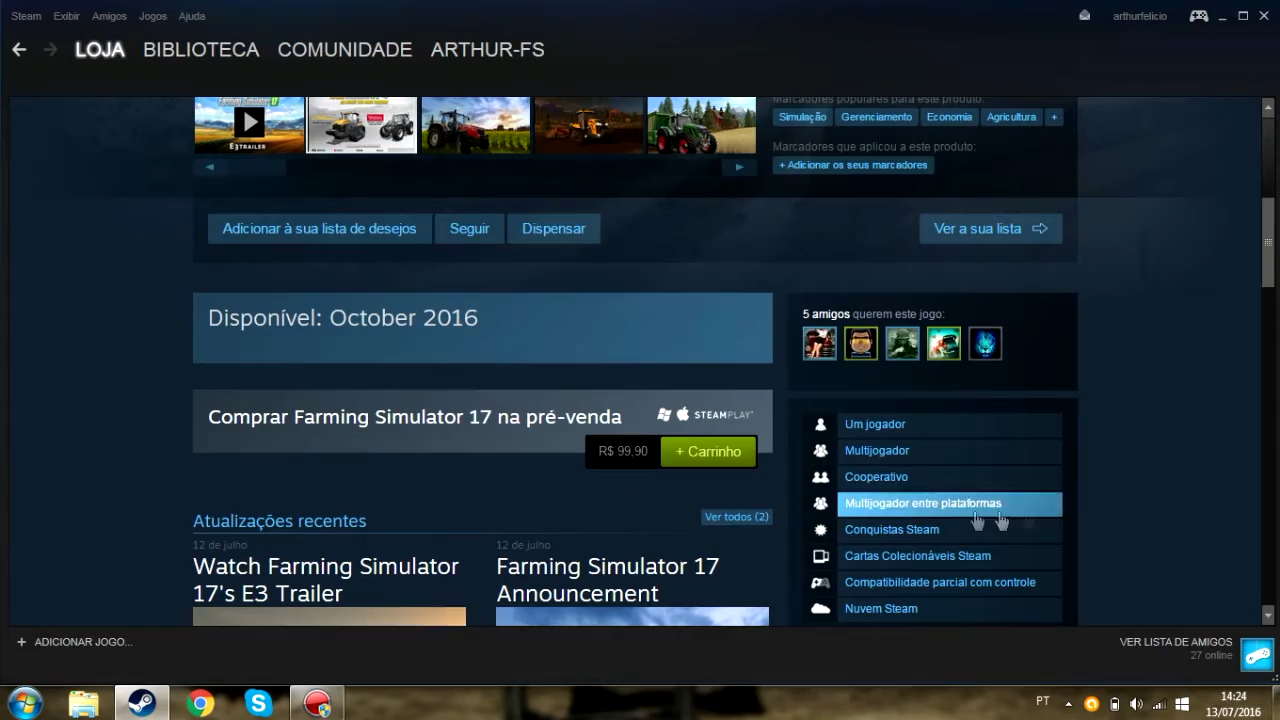 Steam Exibir Amigos Jogos Ajuda arthurfelicio
LOJA BIBLIOTECA COMUNIDADE ARTHUR-FS
Marcadores populares para este produto:
Simulação Gerenciamento Economia Agricultura +
E3 TRAILER
Marcadores que aplicou a este produto:
+ Adicionar os seus marcadores
Adicionar à sua lista de desejos Seguir Dispensar Ver a sua lista
Disponível: October 2016
5 amigos querem este jogo:
Comprar Farming Simulator 17 na pré-venda STEAMPLAY
R$ 99,90 + Carrinho
Um jogador
Multijogador
Cooperativo
Multijogador entre plataformas
Conquistas Steam
Cartas Colecionáveis Steam
Compatibilidade parcial com controle
Nuvem Steam
Atualizações recentes Ver todos (2)
12 de julho
Watch Farming Simulator
17's E3 Trailer
12 de julho
Farming Simulator 17
Announcement
+ ADICIONAR JOGO...
VER LISTA DE AMIGOS
27 online
PT
14:24
13/07/2016